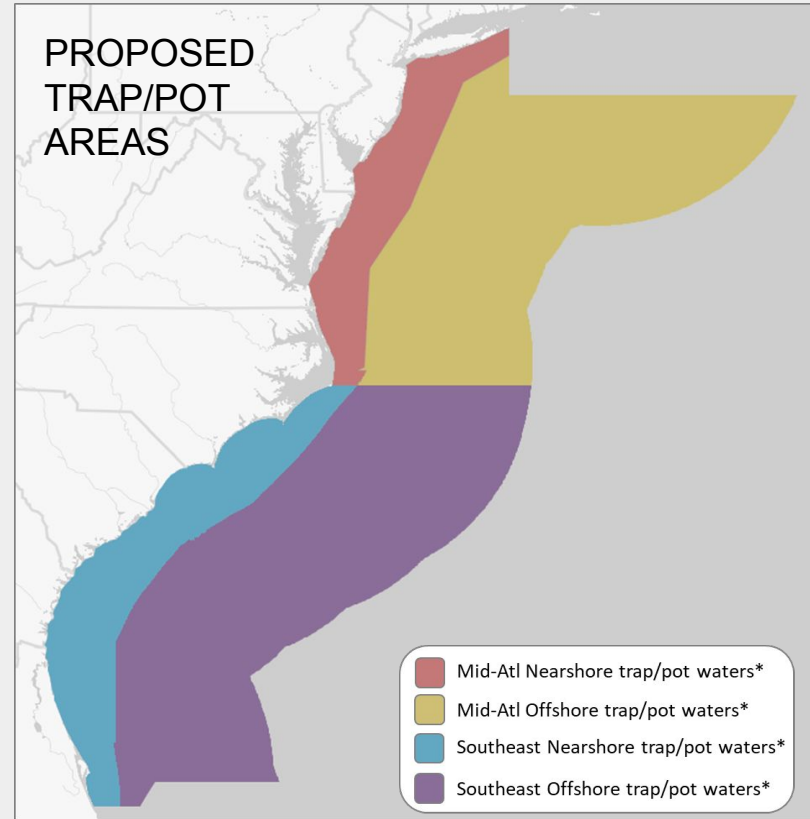 PROPOSED
TRAP/POT
AREAS
Mid-Atl Nearshore trap/pot waters*
Mid-Atl Offshore trap/pot waters*
Southeast Nearshore trap/pot waters*
Southeast Offshore trap/pot waters*